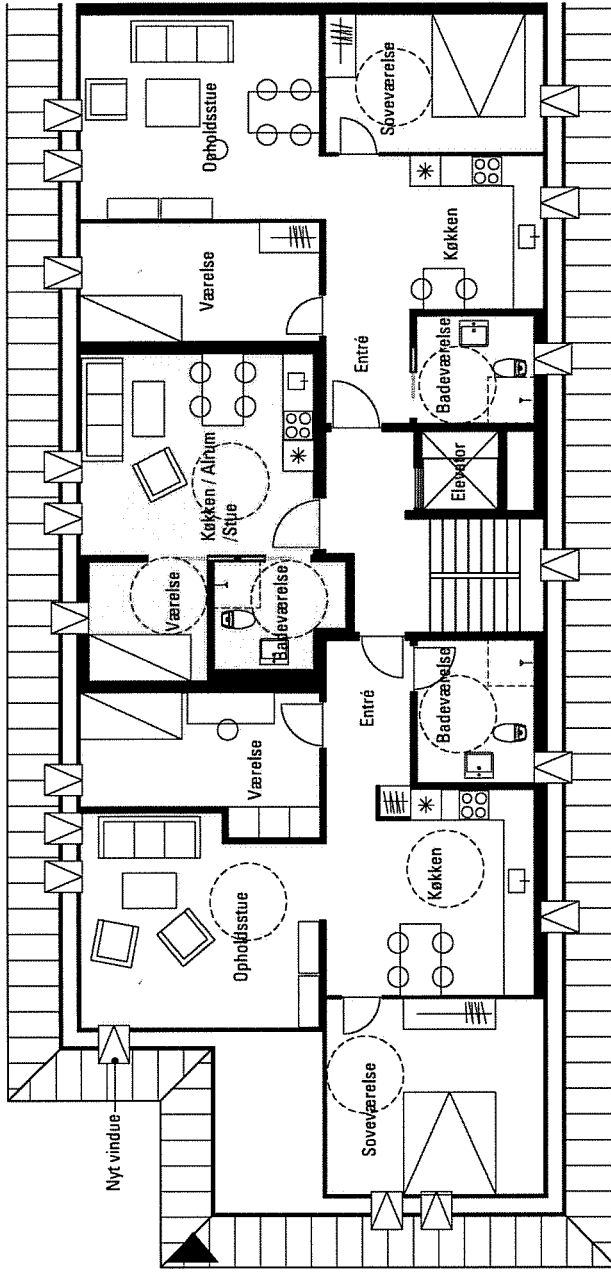 Nyt vindue
Opholdsstue
Værelse
Værelse
Køkken / Alrum
/Stue
Værelse
Opholdsstue
Badeværelse
Entré
Entré
Soveværelse
Køkken
Badeværelse
Elevator
Badeværelse
Køkken
Soveværelse